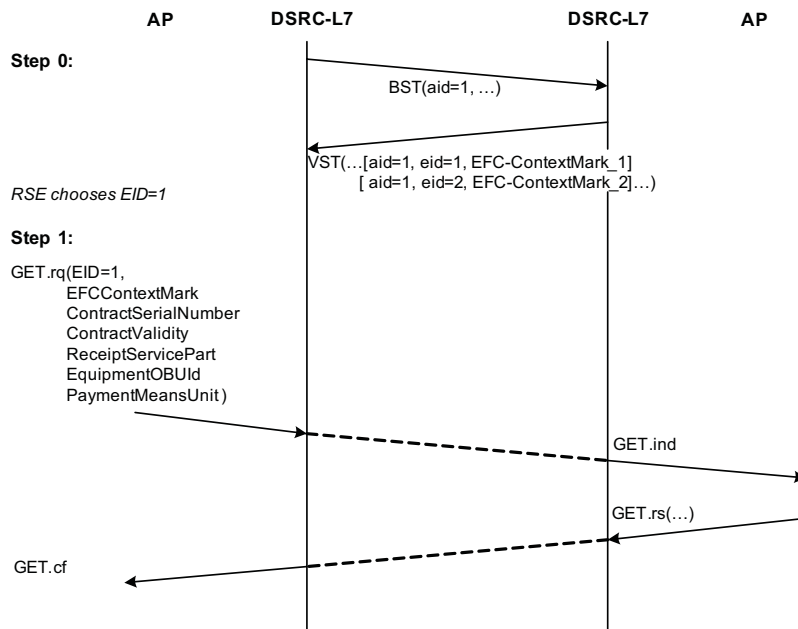 AP DSRC-L7 DSRC-L7 AP
Step 0:
BST(aid=1, …)
VST(…[aid=1, eid=1, EFC-ContextMark_1]
[ aid=1, eid=2, EFC-ContextMark_2]…)
RSE chooses EID=1
Step 1:
GET.rq(EID=1,
EFCContextMark
ContractSerialNumber
ContractValidity
ReceiptServicePart
EquipmentOBUId
PaymentMeansUnit)
GET.ind
GET.rs(…)
GET.cf